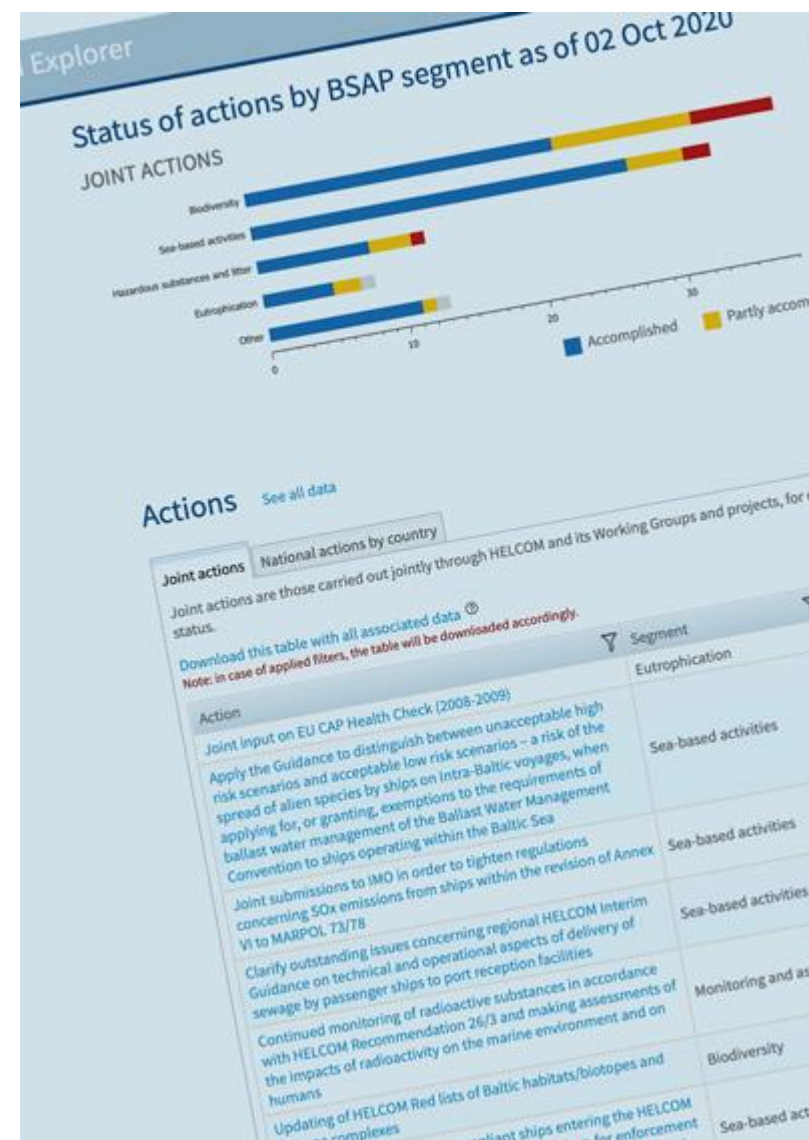 Explorer
Status of actions by BSAP segment as of 02 Oct 2020
JOINT ACTIONS
Biodiversity
Sea-based activities
Hazardous substances and litter
Eutrophication
Other
0
10
20
30
Accomplished
Partly accom
Actions See all data
Joint actions National actions by country
Joint actions are those carried out jointly through HELCOM and its Working Groups and projects, for
status.
Download this table with all associated data ?
Note: in case of applied filters, the table will be downloaded accordingly.
Action Segment
Joint input on EU CAP Health Check (2008-2009) Eutrophication
Apply the Guidance to distinguish between unacceptable high
risk scenarios and acceptable low risk scenarios – a risk of the
spread of alien species by ships on Intra-Baltic voyages, when Sea-based activities
applying for, or granting, exemptions to the requirements of
ballast water management of the Ballast Water Management
Convention to ships operating within the Baltic Sea
Joint submissions to IMO in order to tighten regulations
concerning SOx emissions from ships within the revision of Annex Sea-based activities
VI to MARPOL 73/78
Clarify outstanding issues concerning regional HELCOM Interim
Guidance on technical and operational aspects of delivery of Sea-based activities
sewage by passenger ships to port reception facilities
Continued monitoring of radioactive substances in accordance
with HELCOM Recommendation 26/3 and making assessments of Monitoring and as
the impacts of radioactivity on the marine environment and on
humans
Updating of HELCOM Red lists of Baltic habitats/biotopes and Biodiversity
complexes
ships entering the HELCOM Sea-based act
for enforcement